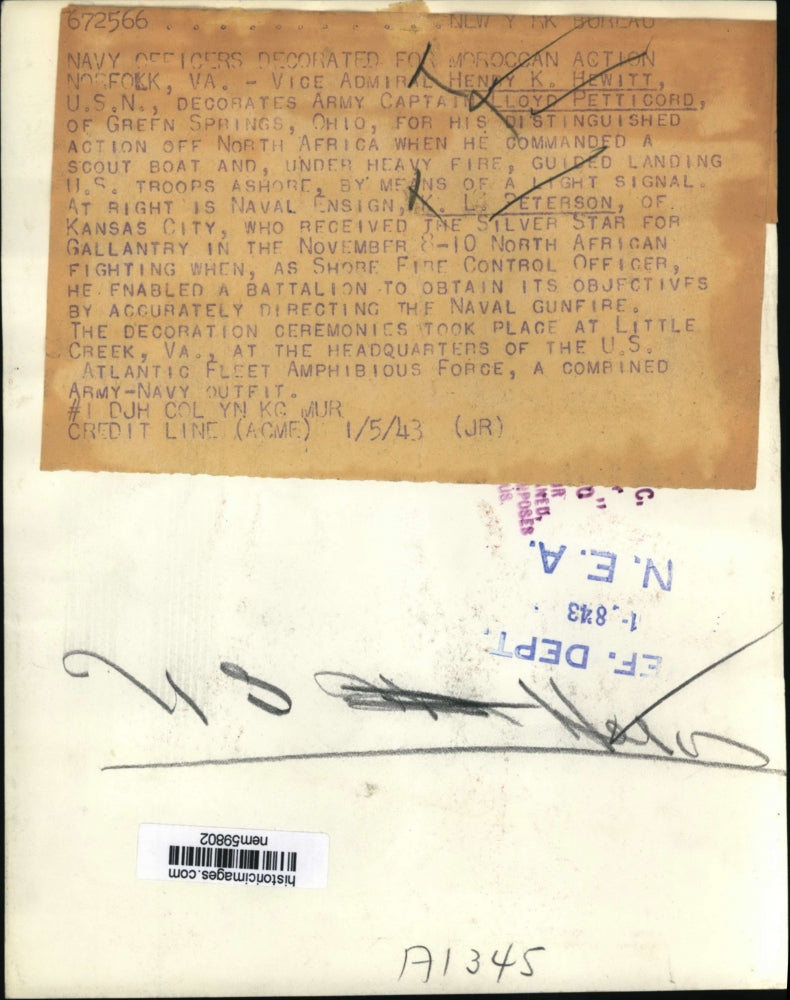 672566 . . . . . . . . . . . . . . NEW Y RK BUREAU
NAVY OFFICERS DECORATED FOR MOROCCAN ACTION
NORFOLK, VA. - VICE ADMIRAL HENRY K. HEWITT,
U.S.N., DECORATES ARMY CAPTAIN LLOYD PETTICORD,
OF GREEN SPRINGS, OHIO, FOR HIS DISTINGUISHED
ACTION OFF NORTH AFRICA WHEN HE COMMANDED A
SCOUT BOAT AND, UNDER HEAVY FIRE, GUIDED LANDING
U.S. TROOPS ASHORE, BY MEANS OF A LIGHT SIGNAL.
AT RIGHT IS NAVAL ENSIGN, L. PETERSON, OF
KANSAS CITY, WHO RECEIVED THE SILVER STAR FOR
GALLANTRY IN THE NOVEMBER 8-10 NORTH AFRICAN
FIGHTING WHEN, AS SHORE FIRE CONTROL OFFICER,
HE ENABLED A BATTALION TO OBTAIN ITS OBJECTIVES
BY ACCURATELY DIRECTING THE NAVAL GUNFIRE.
THE DECORATION CEREMONIES TOOK PLACE AT LITTLE
CREEK, VA., AT THE HEADQUARTERS OF THE U.S.
ATLANTIC FLEET AMPHIBIOUS FORCE, A COMBINED
ARMY-NAVY OUTFIT.
#1 DJH COL YN KC MUR
CREDIT LINE (ACME) 1/5/43 (JR)
N.E.A.
EF. DEPT.
historicimages.com
nem59802
A1345